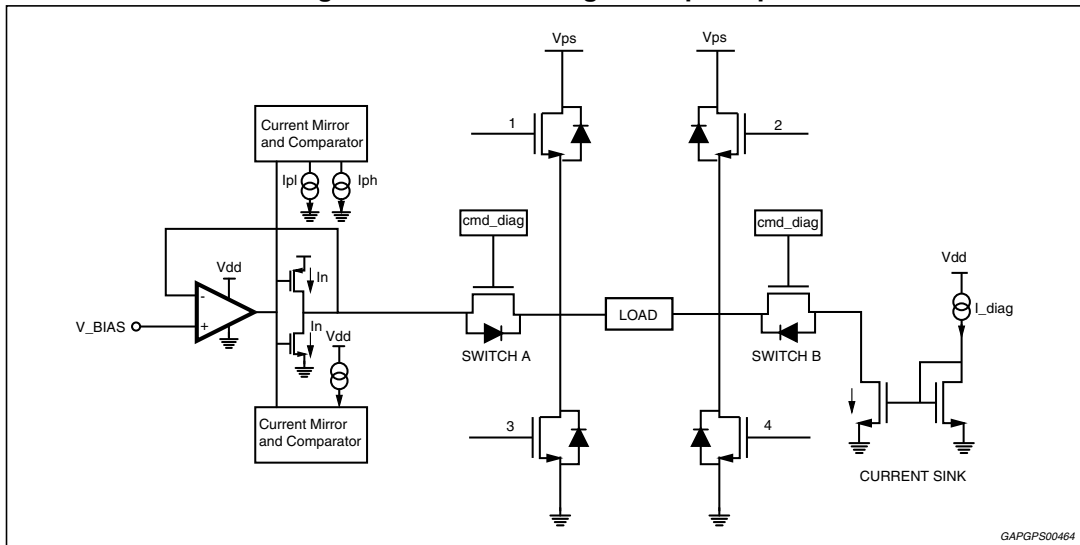 Vps
Vps
1
2
Current Mirror
and Comparator
Ipl
Iph
cmd_diag
cmd_diag
Vdd
In
Vdd
I_diag
V_BIAS
-
+
In
Vdd
LOAD
SWITCH A
SWITCH B
3
4
Current Mirror
and Comparator
CURRENT SINK
GAPGPS00464